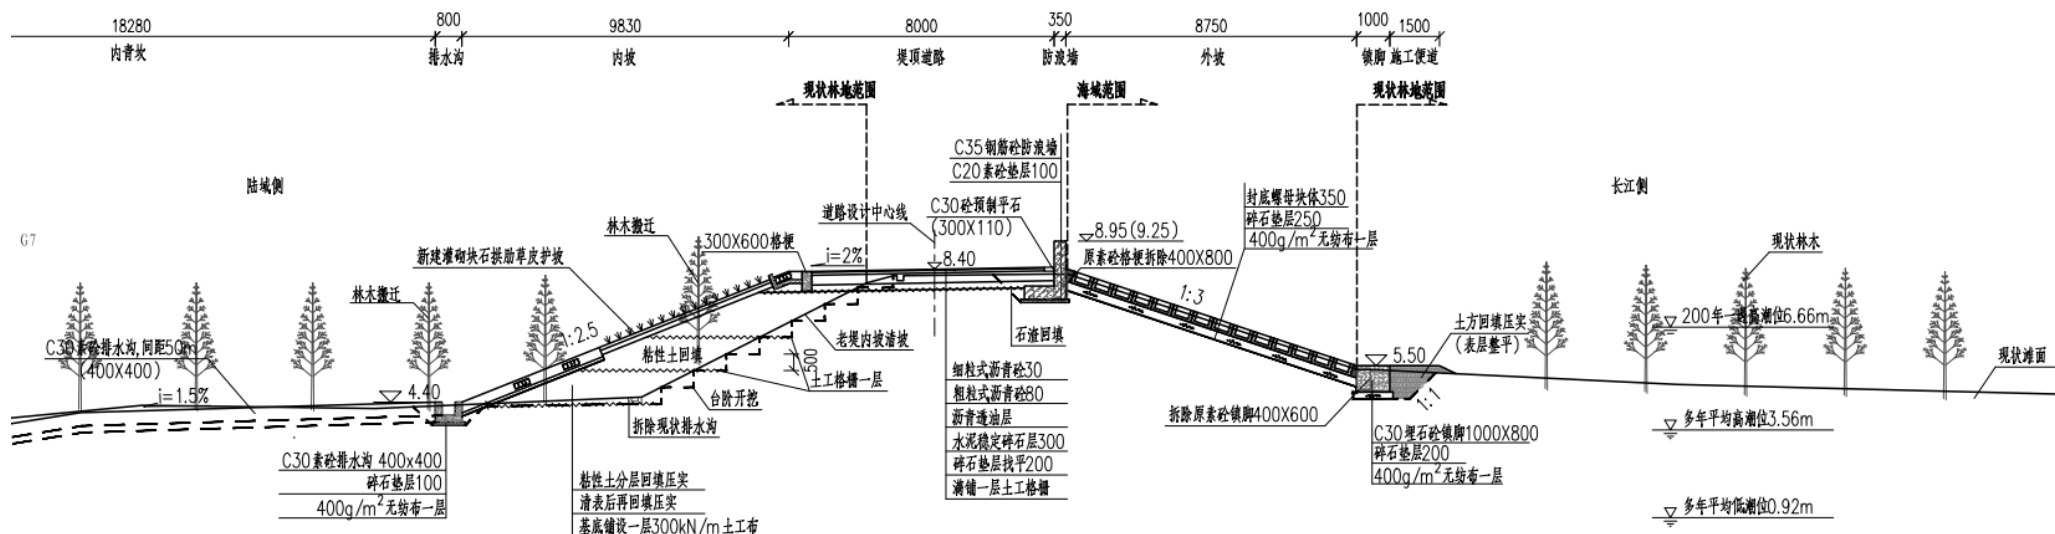 18280 800 9830 8000 350 8750 1000 1500
内青坎 排水沟 内坡 堤顶道路 防浪墙 外坡 镇脚 施工便道
现状林地范围 海域范围 现状林地范围
C35钢筋砼防浪墙
C20素砼垫层100
陆域侧
长江侧
G7
道路设计中心线
C30砼预制平石
(300X110)
封底螺母块体350
碎石垫层250
400g/m²无纺布一层
8.95(9.25)
林木搬迁
300X600格梗
新建灌砌块石拱肋草皮护坡
i=2%
8.40
原素砼格梗拆除400X800
现状林木
林木搬迁
1:2.5
1:3
C30素砼排水沟,间距50m
(400X400)
粘性土回填
老堤内坡清坡
石渣回填
土方回填压实
(表层整平)
200年一遇高潮位6.66m
现状滩面
500
土工格栅一层
5.50
i=1.5%
4.40
台阶开挖
拆除现状排水沟
细粒式沥青砼30
粗粒式沥青砼80
沥青透油层
水泥稳定碎石层300
碎石垫层找平200
满铺一层土工格栅
拆除原素砼镇脚400X600
1:1
C30埋石砼镇脚1000X800
碎石垫层200
400g/m²无纺布一层
多年平均高潮位3.56m
多年平均低潮位0.92m
C30素砼排水沟 400x400
碎石垫层100
400g/m²无纺布一层
粘性土分层回填压实
清表后再回填压实
基底铺设一层300kN/m土工布